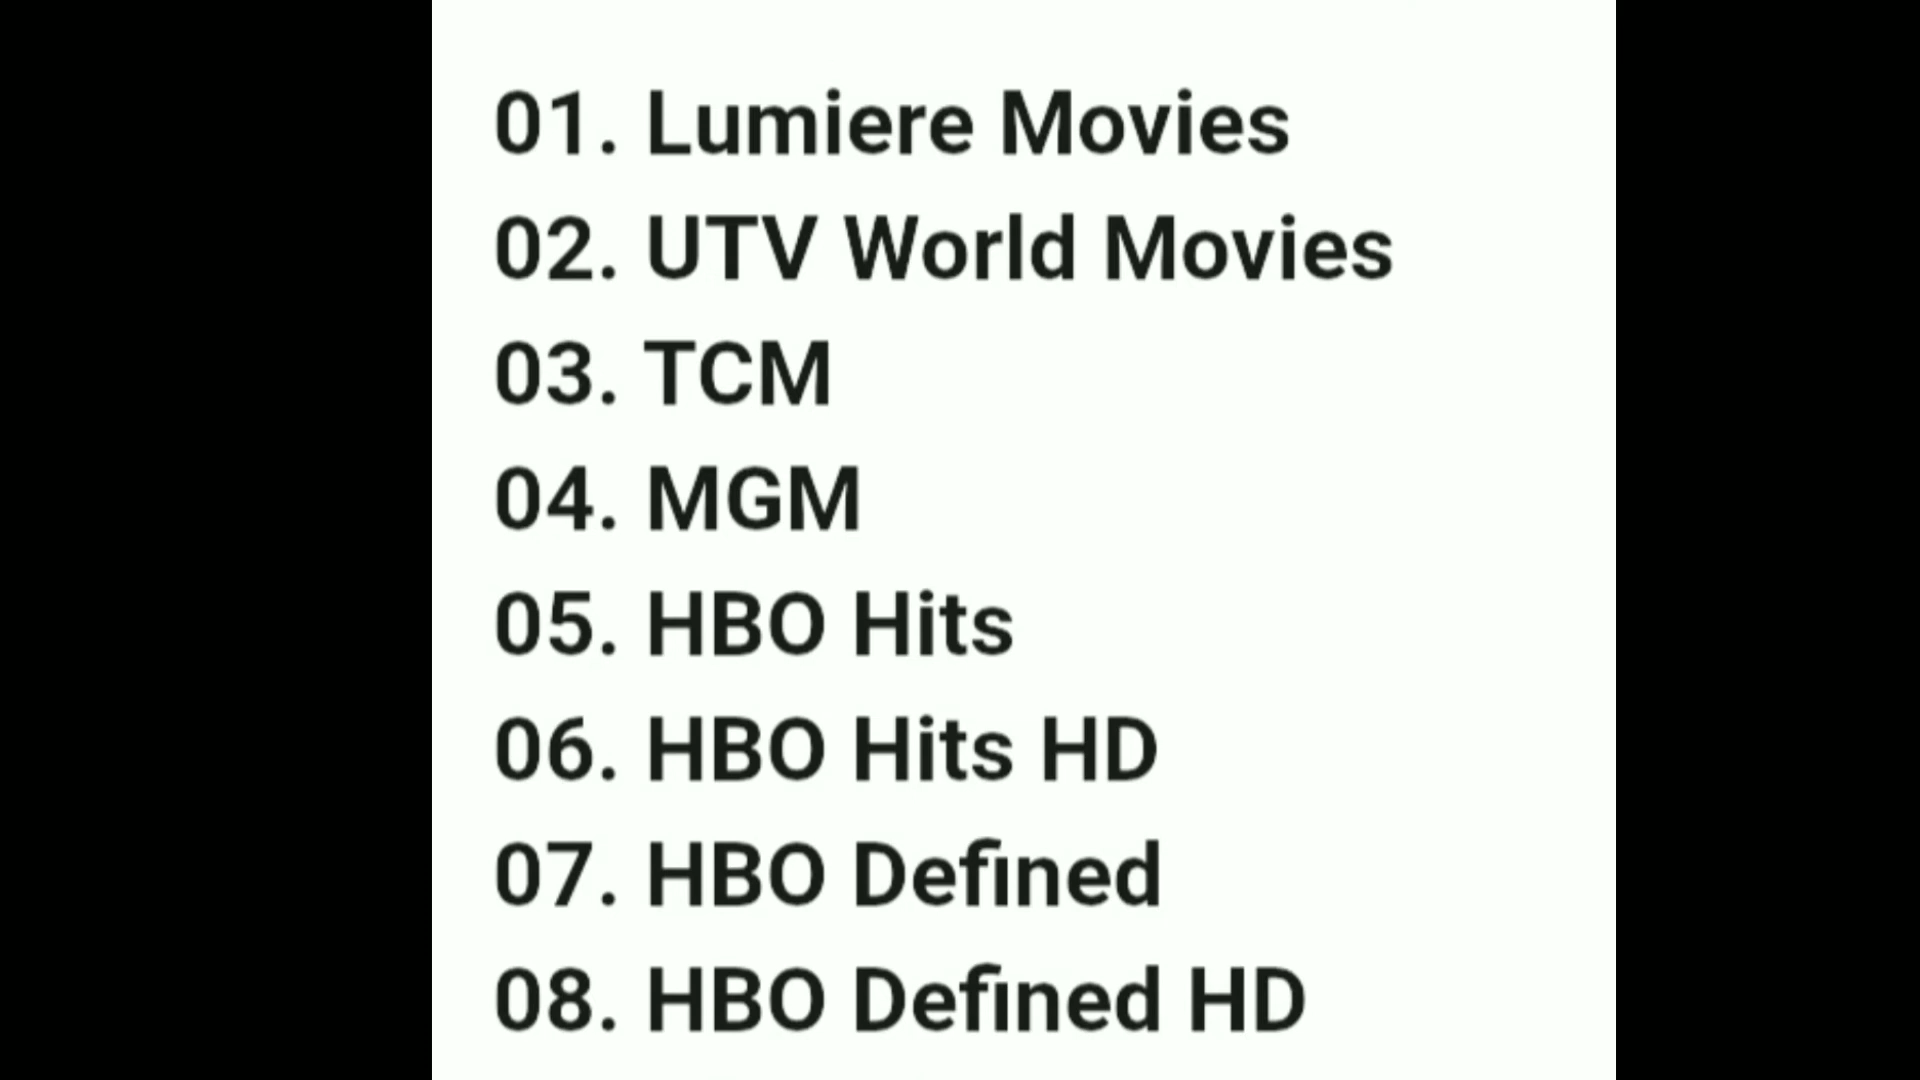 01. Lumiere Movies
02. UTV World Movies
03. TCM
04. MGM
05. HBO Hits
06. HBO Hits HD
07. HBO Defined
08. HBO Defined HD